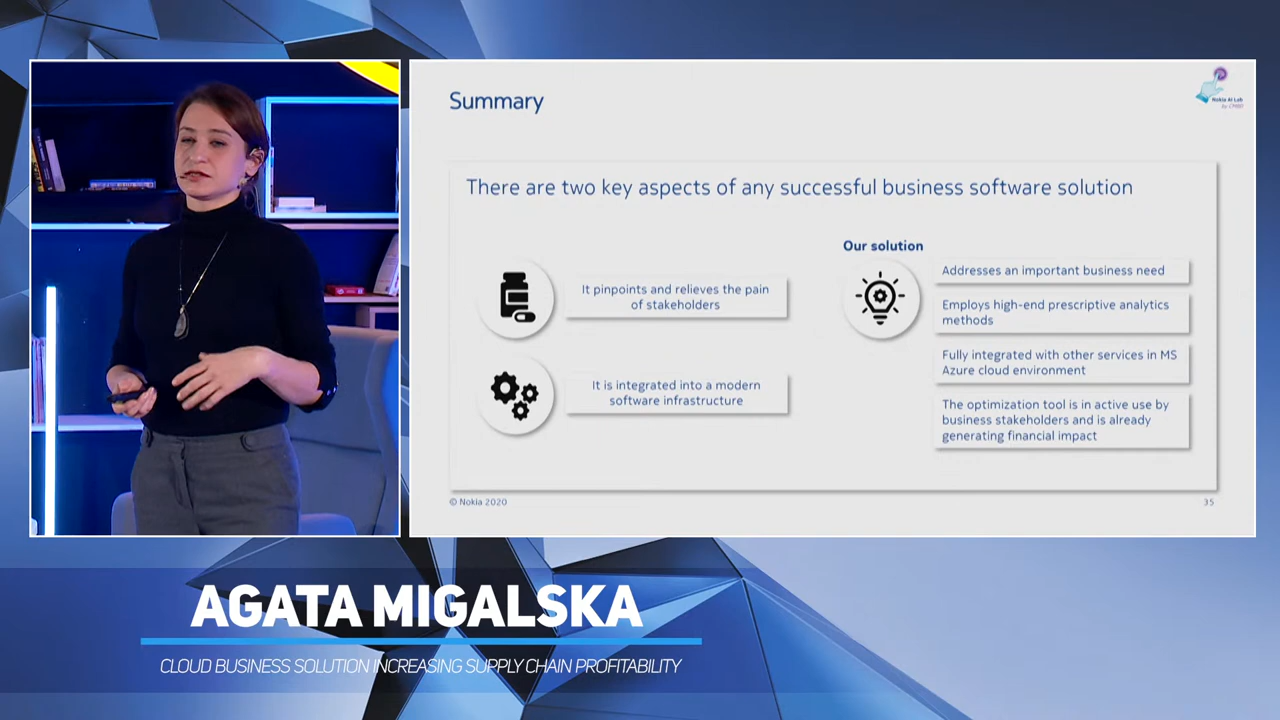 Summary
Nokia AI Lab
for CPMRT
There are two key aspects of any successful business software solution
It pinpoints and relieves the pain
of stakeholders
It is integrated into a modern
software infrastructure
Our solution
Addresses an important business need
Employs high-end prescriptive analytics
methods
Fully integrated with other services in MS
Azure cloud environment
The optimization tool is in active use by
business stakeholders and is already
generating financial impact
© Nokia 2020
35
AGATA MIGALSKA
CLOUD BUSINESS SOLUTION INCREASING SUPPLY CHAIN PROFITABILITY